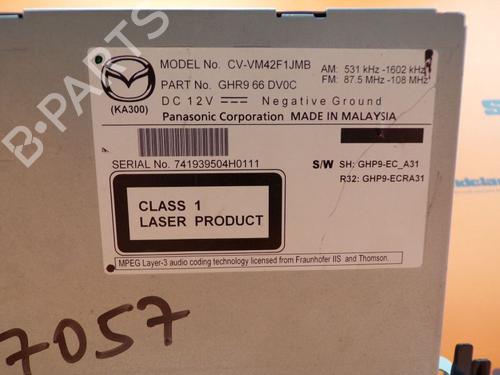 MODEL No. CV-VM42F1JMB
AM: 531 kHz -1602 kHz
PART No. GHR9 66 DV0C
FM: 87.5 MHz -108 MHz
(KA300)
DC 12V Negative Ground
Panasonic Corporation MADE IN MALAYSIA
SERIAL No. 741939504H0111
S/W SH: GHP9-EC_A31
R32: GHP9-ECRA31
CLASS 1
LASER PRODUCT
MPEG Layer-3 audio coding technology licensed from Fraunhofer IIS and Thomson.
7057